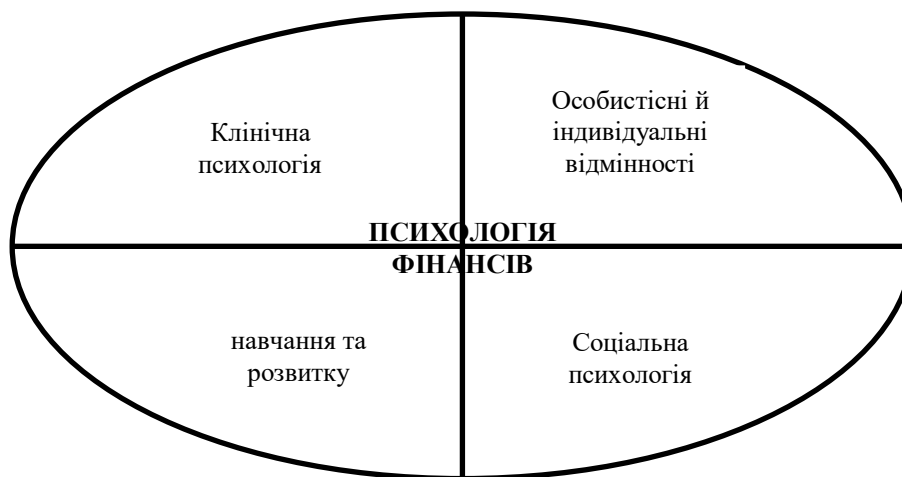 Клінічна
психологія
Особистісні й
індивідуальні
відмінності
ПСИХОЛОГІЯ
ФІНАНСІВ
навчання та
розвитку
Соціальна
психологія